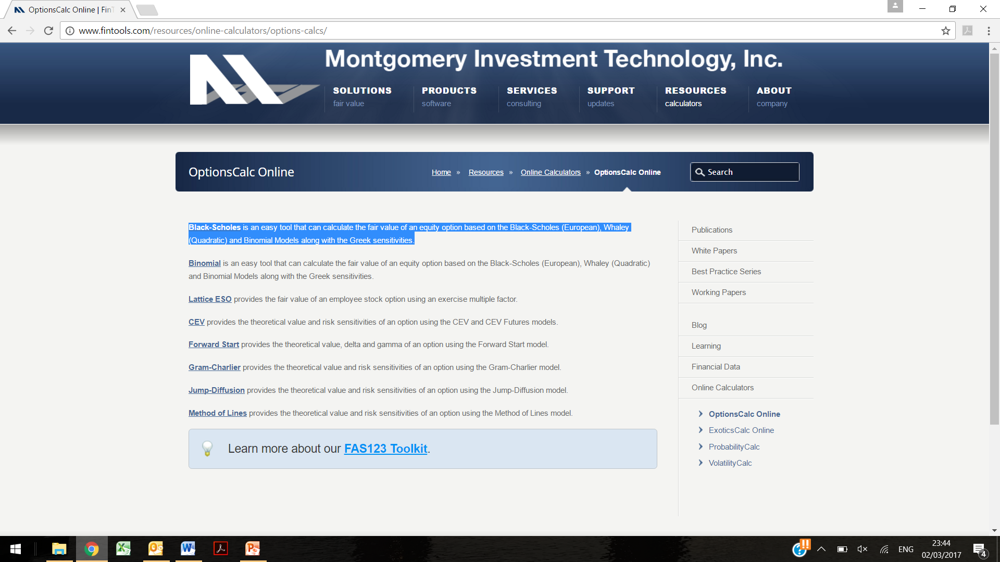 OptionsCalc Online | Fin
www.fintools.com/resources/online-calculators/options-calcs/
Montgomery Investment Technology, Inc.
SOLUTIONS PRODUCTS SERVICES SUPPORT RESOURCES ABOUT
fair value software consulting updates calculators company
OptionsCalc Online Home » Resources » Online Calculators » OptionsCalc Online Search
Black-Scholes is an easy tool that can calculate the fair value of an equity option based on the Black-Scholes (European), Whaley
(Quadratic) and Binomial Models along with the Greek sensitivities.
Binomial is an easy tool that can calculate the fair value of an equity option based on the Black-Scholes (European), Whaley (Quadratic)
and Binomial Models along with the Greek sensitivities.
Lattice ESO provides the fair value of an employee stock option using an exercise multiple factor.
CEV provides the theoretical value and risk sensitivities of an option using the CEV and CEV Futures models.
Forward Start provides the theoretical value, delta and gamma of an option using the Forward Start model.
Gram-Charlier provides the theoretical value and risk sensitivities of an option using the Gram-Charlier model.
Jump-Diffusion provides the theoretical value and risk sensitivities of an option using the Jump-Diffusion model.
Method of Lines provides the theoretical value and risk sensitivities of an option using the Method of Lines model.
Learn more about our FAS123 Toolkit.
Publications
White Papers
Best Practice Series
Working Papers
Blog
Learning
Financial Data
Online Calculators
OptionsCalc Online
ExoticsCalc Online
ProbabilityCalc
VolatilityCalc
ENG
23:44
02/03/2017
4